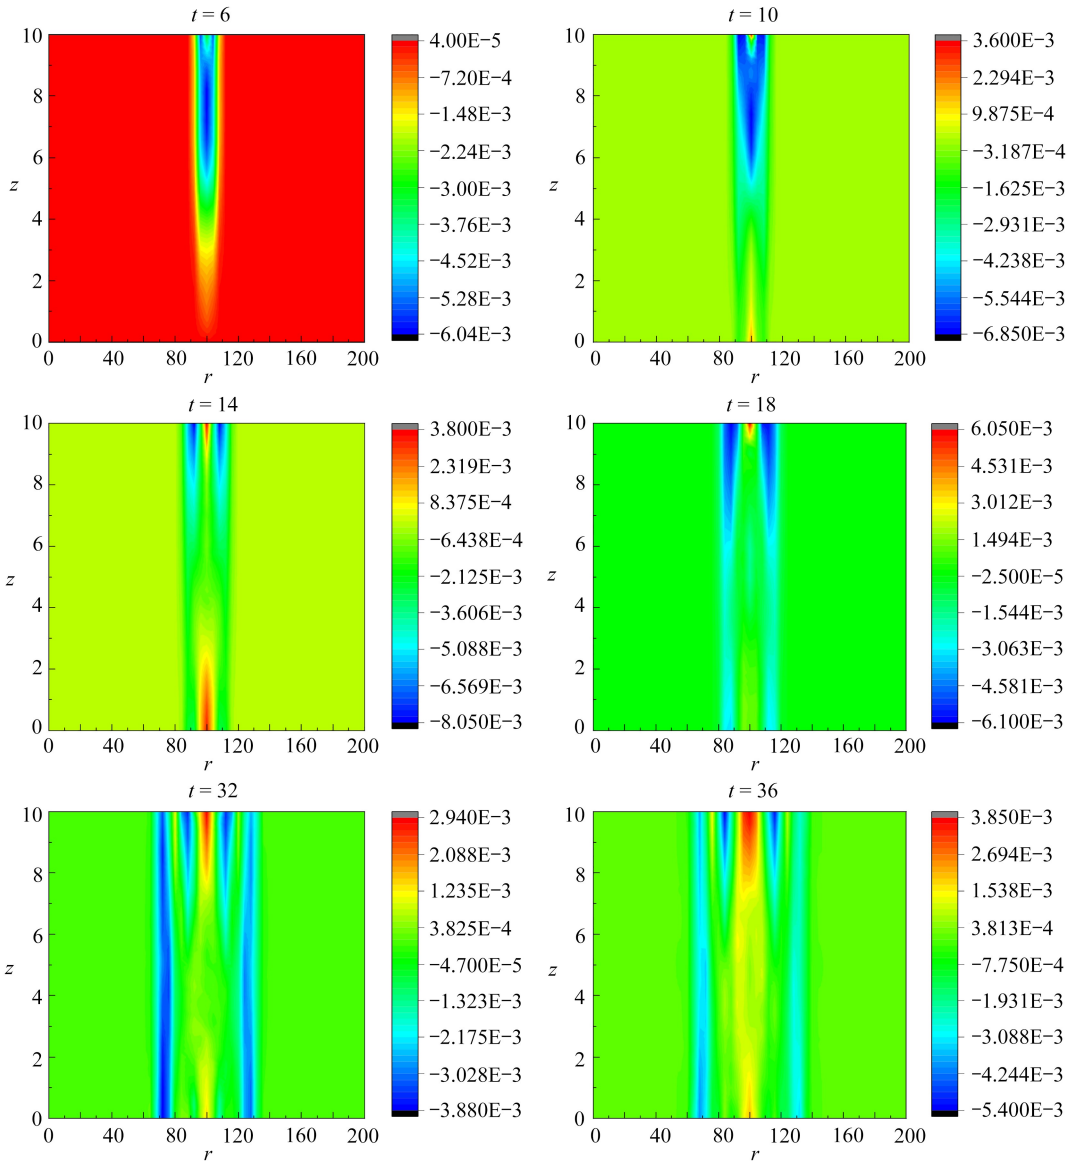 t = 6
10
8
6
4
2
0
z
0 40 80 120 160 200
r
4.00E−5
−7.20E−4
−1.48E−3
−2.24E−3
−3.00E−3
−3.76E−3
−4.52E−3
−5.28E−3
−6.04E−3
t = 10
10
8
6
4
2
0
z
0 40 80 120 160 200
r
3.600E−3
2.294E−3
9.875E−4
−3.187E−4
−1.625E−3
−2.931E−3
−4.238E−3
−5.544E−3
−6.850E−3
t = 14
10
8
6
4
2
0
z
0 40 80 120 160 200
r
3.800E−3
2.319E−3
8.375E−4
−6.438E−4
−2.125E−3
−3.606E−3
−5.088E−3
−6.569E−3
−8.050E−3
t = 18
10
8
6
4
2
0
z
0 40 80 120 160 200
r
6.050E−3
4.531E−3
3.012E−3
1.494E−3
−2.500E−5
−1.544E−3
−3.063E−3
−4.581E−3
−6.100E−3
t = 32
10
8
6
4
2
0
z
0 40 80 120 160 200
r
2.940E−3
2.088E−3
1.235E−3
3.825E−4
−4.700E−5
−1.323E−3
−2.175E−3
−3.028E−3
−3.880E−3
t = 36
10
8
6
4
2
0
z
0 40 80 120 160 200
r
3.850E−3
2.694E−3
1.538E−3
3.813E−4
−7.750E−4
−1.931E−3
−3.088E−3
−4.244E−3
−5.400E−3